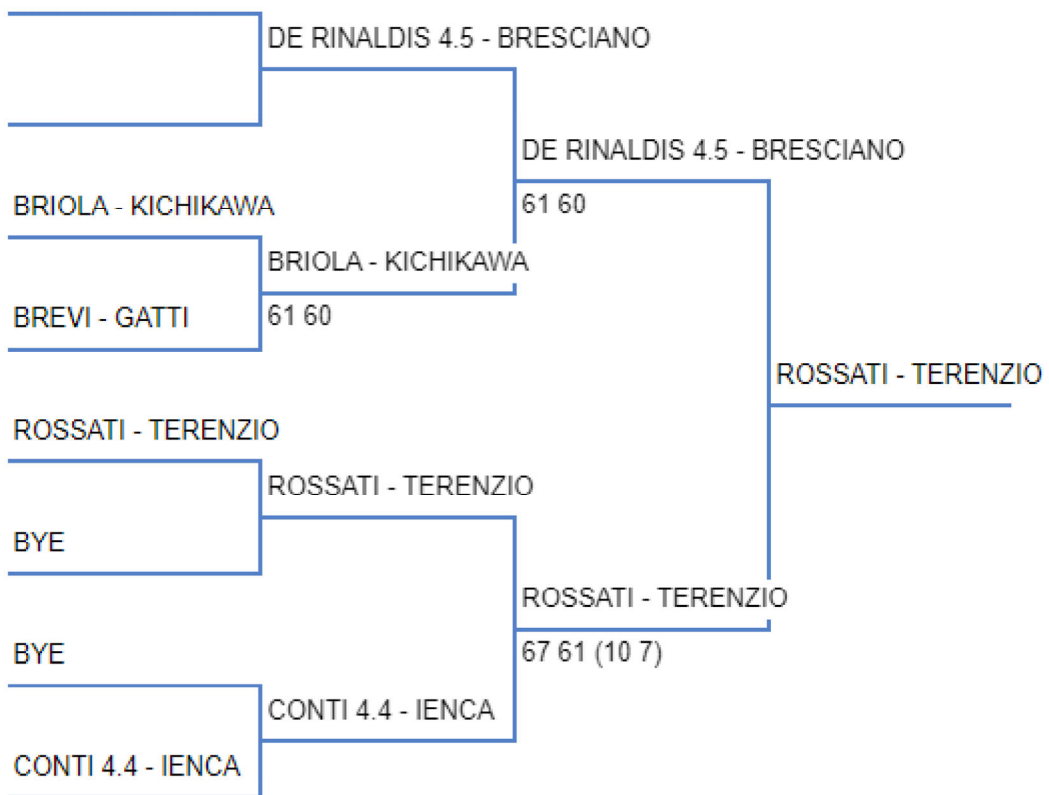 DE RINALDIS 4.5 - BRESCIANO
DE RINALDIS 4.5 - BRESCIANO
BRIOLA - KICHIKAWA
61 60
BRIOLA - KICHIKAWA
BREVI - GATTI
61 60
ROSSATI - TERENZIO
ROSSATI - TERENZIO
ROSSATI - TERENZIO
BYE
ROSSATI - TERENZIO
BYE
67 61 (10 7)
CONTI 4.4 - IENCA
CONTI 4.4 - IENCA